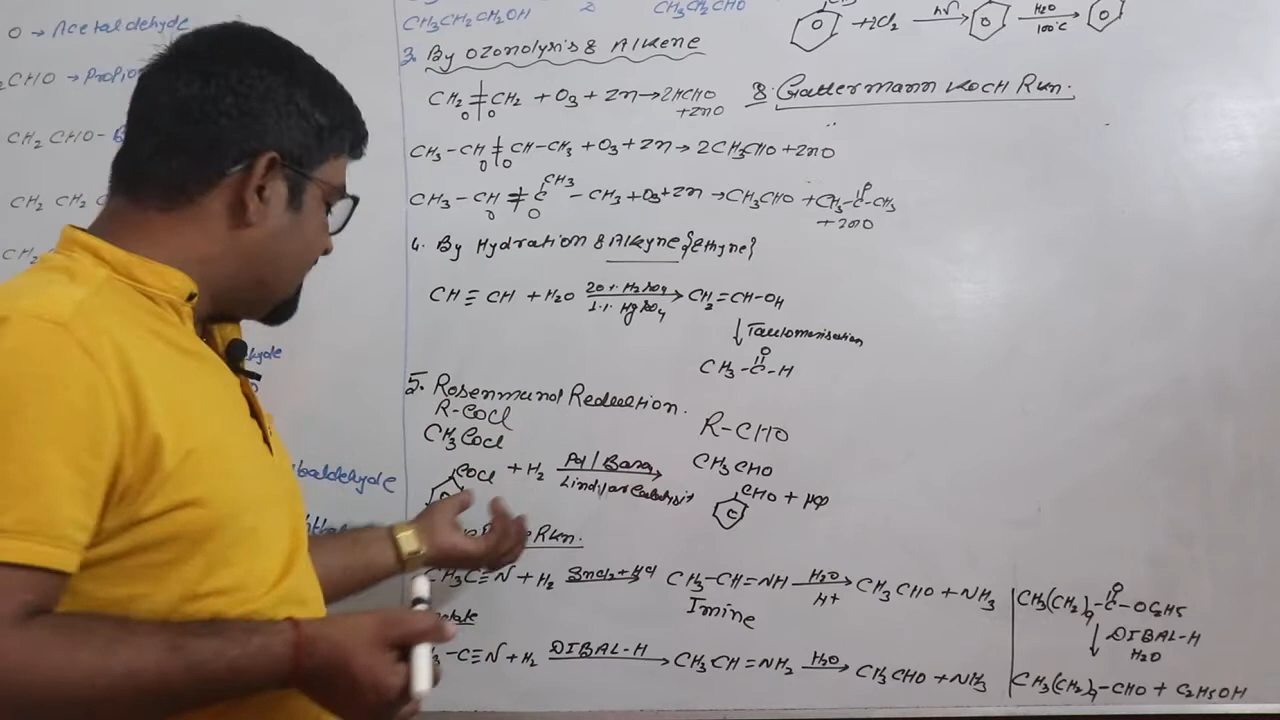 O → Acetaldehyde
CHO → Propio
CH2 CHO -
CH2 CH2
CH2
hyde
baldehyde
CH3CH2CH2OH CH3CH2CHO
3. By Ozonolysis & Alkene
CH2 = CH2 + O3 + Zn → 2HCHO
O O
+ZnO
CH3 - CH = CH - CH3 + O3 + Zn → 2CH3CHO + ZnO
O O
CH3
CH3 - CH = C - CH3 + O3 + Zn → CH3CHO + CH3 - C - CH3
O O
O
+ ZnO
4. By Hydration & Alkyne {Ethyne}
CH ≡ CH + H2O 20% H2SO4 → CH2 = CH - OH
1% HgSO4
↓ Tautomerisation
O
CH3 - C - H
5. Rosenmund Reduction.
R-COCl R-CHO
CH3COCl CH3CHO
COCl + H2 Pd/BaSO4 → CHO + HCl
Lindlar Catalyst
Rxn.
CH3C≡N + H2 SnCl2 + HCl → CH3-CH=NH H2O → CH3CHO + NH3
H+
Imine
-C≡N + H2 DIBAL-H → CH3CH=NH2 H2O → CH3CHO + NH3
+ 2Cl2 hν → H2O →
100°C
8. Gattermann Koch Rxn.
O
CH3(CH2)9-C-OC2H5
↓ DIBAL-H
H2O
CH3(CH2)9-CHO + C2H5OH